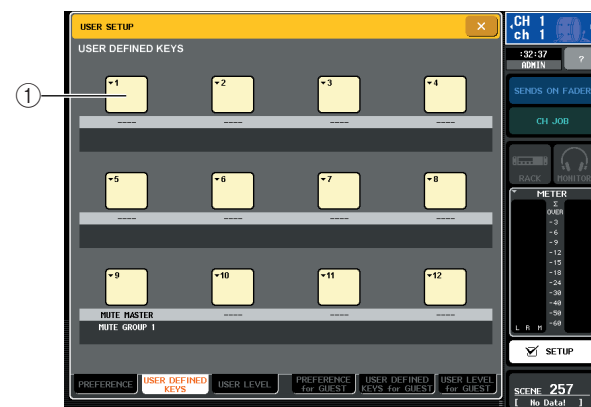 USER SETUP
×
USER DEFINED KEYS
①
1
2
3
4
---- ---- ---- ----
5
6
7
8
---- ---- ---- ----
9
10
11
12
MUTE MASTER ---- ---- ----
MUTE GROUP 1
PREFERENCE
USER DEFINED
KEYS
USER LEVEL
PREFERENCE
for GUEST
USER DEFINED
KEYS for GUEST
USER LEVEL
for GUEST
CH 1
ch 1
:32:37
ADMIN
?
SENDS ON FADER
CH JOB
RACK
MONITOR
METER
Σ
OVER
-3
-6
-9
-12
-15
-18
-24
-30
-40
-50
-60
L R M
SETUP
SCENE 257
[ No Data! ]